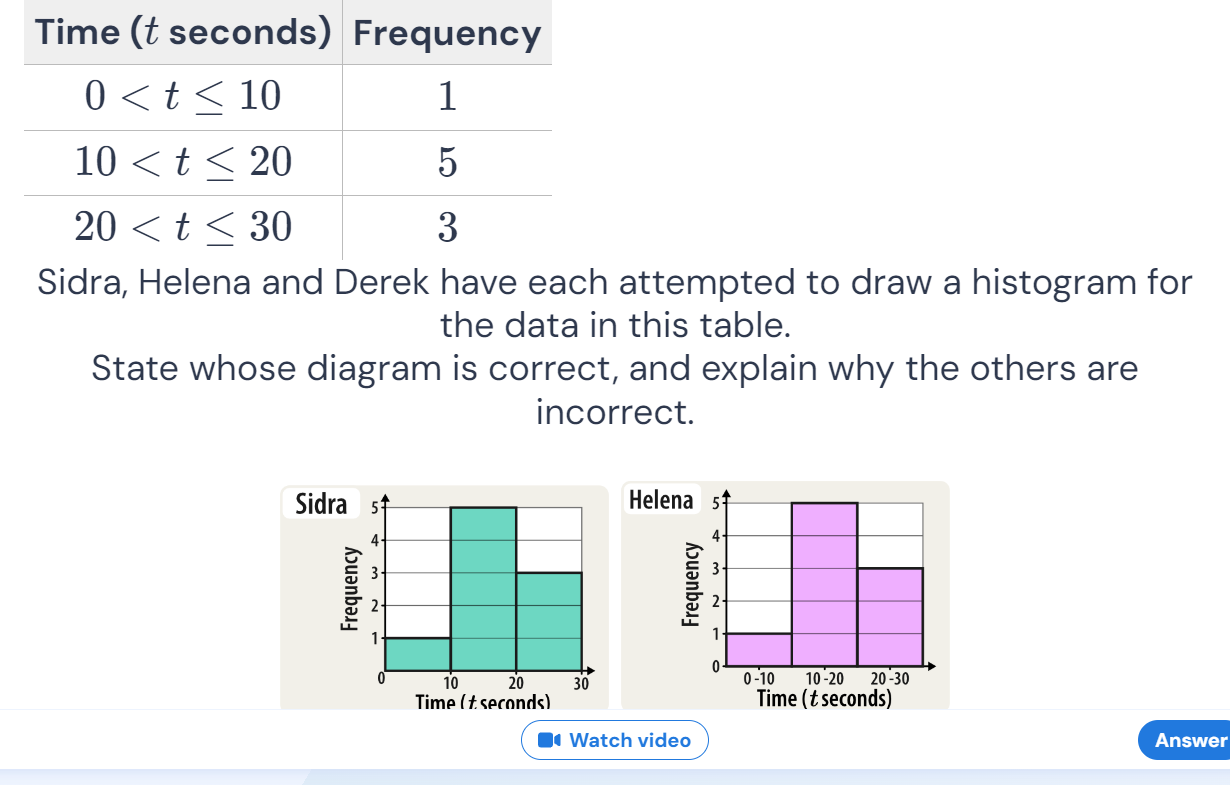 Time (t seconds) Frequency
0 < t ≤ 10 1
10 < t ≤ 20 5
20 < t ≤ 30 3
Sidra, Helena and Derek have each attempted to draw a histogram for
the data in this table.
State whose diagram is correct, and explain why the others are
incorrect.
Sidra
Frequency
5
4
3
2
1
0 10 20 30
Time (t seconds)
Helena
Frequency
5
4
3
2
1
0
0-10 10-20 20-30
Time (t seconds)
Watch video
Answer